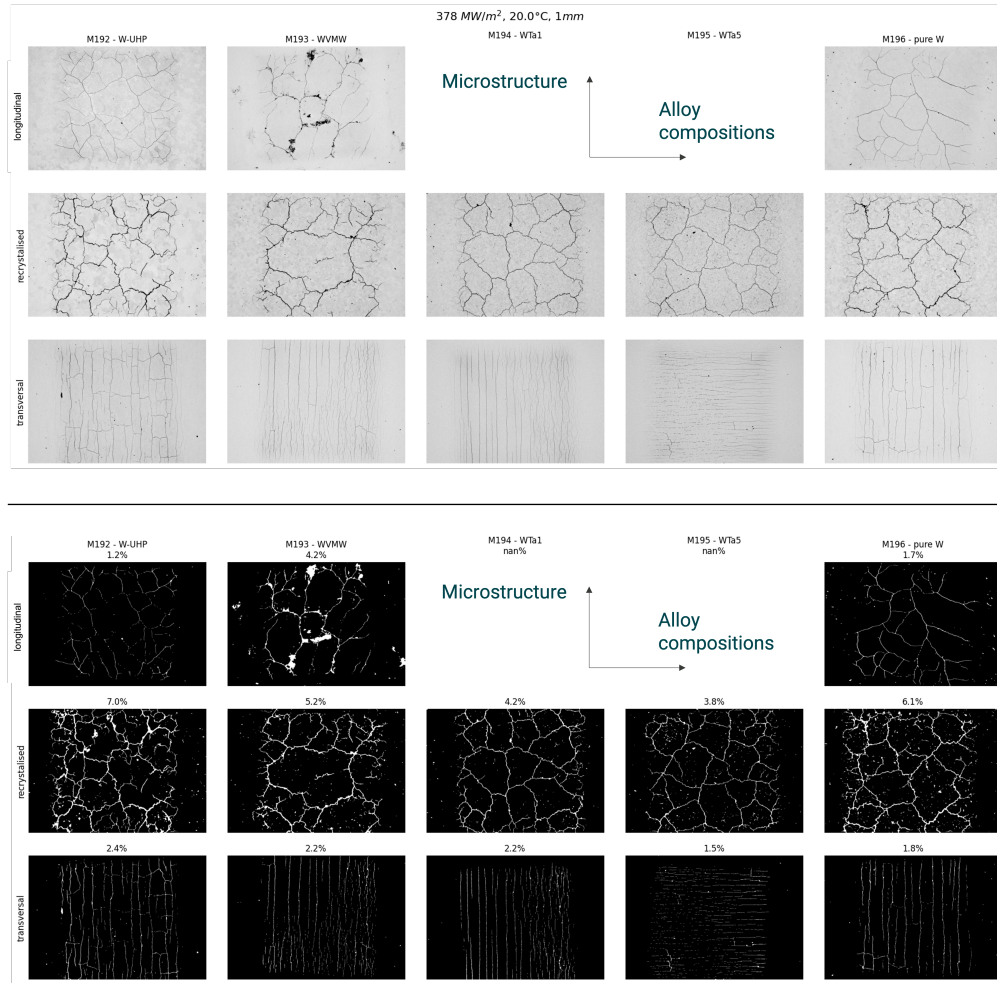 378 MW/m², 20.0°C, 1mm
M192 - W-UHP
M193 - WVMW
M194 - WTa1
M195 - WTa5
M196 - pure W
longitudinal
Microstructure
Alloy
compositions
recrystalised
transversal
M192 - W-UHP
1.2%
M193 - WVMW
4.2%
M194 - WTa1
nan%
M195 - WTa5
nan%
M196 - pure W
1.7%
longitudinal
Microstructure
Alloy
compositions
7.0%
5.2%
4.2%
3.8%
6.1%
recrystalised
2.4%
2.2%
2.2%
1.5%
1.8%
transversal